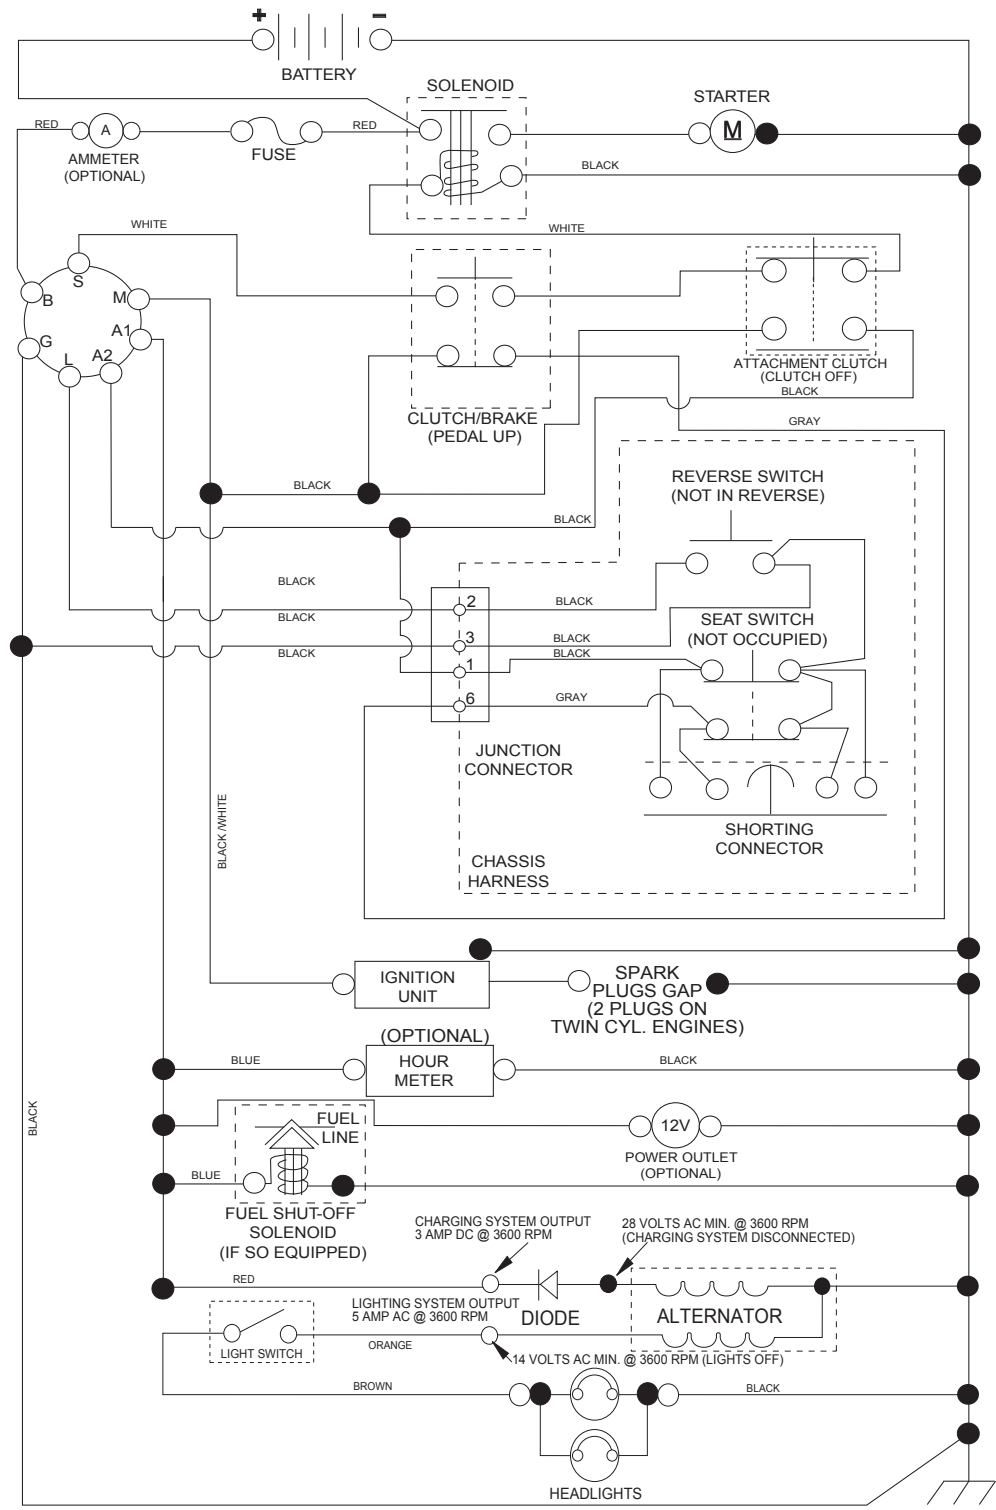 + −
BATTERY
SOLENOID
STARTER
RED
A
RED
M
AMMETER
(OPTIONAL)
FUSE
BLACK
WHITE
WHITE
S
B
M
G
A1
L
A2
ATTACHMENT CLUTCH
(CLUTCH OFF)
BLACK
CLUTCH/BRAKE
(PEDAL UP)
GRAY
REVERSE SWITCH
(NOT IN REVERSE)
BLACK
BLACK
BLACK
2
BLACK
BLACK
SEAT SWITCH
(NOT OCCUPIED)
3
BLACK
BLACK
BLACK
1
6
GRAY
JUNCTION
CONNECTOR
BLACK /WHITE
SHORTING
CONNECTOR
CHASSIS
HARNESS
IGNITION
UNIT
SPARK
PLUGS GAP
(2 PLUGS ON
TWIN CYL. ENGINES)
(OPTIONAL)
HOUR
METER
BLUE
BLACK
BLACK
FUEL
LINE
12V
POWER OUTLET
(OPTIONAL)
BLUE
FUEL SHUT-OFF
SOLENOID
(IF SO EQUIPPED)
CHARGING SYSTEM OUTPUT
3 AMP DC @ 3600 RPM
28 VOLTS AC MIN. @ 3600 RPM
(CHARGING SYSTEM DISCONNECTED)
RED
LIGHTING SYSTEM OUTPUT
5 AMP AC @ 3600 RPM
DIODE
ALTERNATOR
LIGHT SWITCH
ORANGE
14 VOLTS AC MIN. @ 3600 RPM (LIGHTS OFF)
BROWN
BLACK
HEADLIGHTS